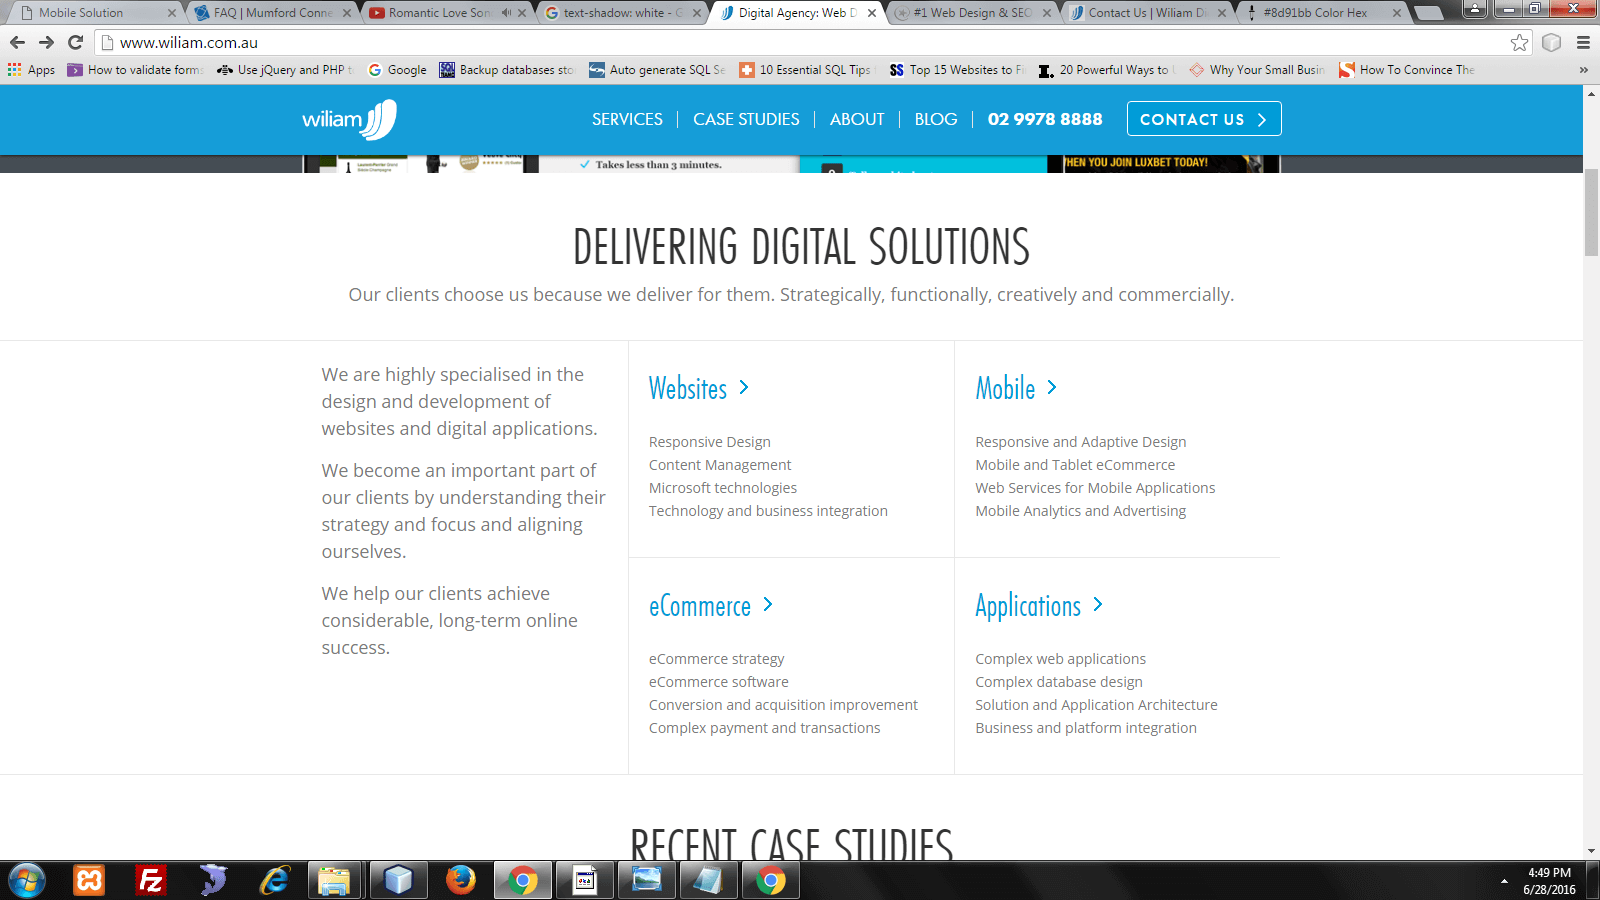 Mobile Solution
FAQ | Mumford Conne
Romantic Love Son
text-shadow: white - G
Digital Agency: Web D
#1 Web Design & SEO
Contact Us | Wiliam Di
#8d91bb Color Hex
www.wiliam.com.au
Apps
How to validate forms
Use jQuery and PHP t
Google
Backup databases sto
Auto generate SQL Se
10 Essential SQL Tips
Top 15 Websites to Fi
20 Powerful Ways to
Why Your Small Busin
How To Convince The
»
wiliam
SERVICES
CASE STUDIES
ABOUT
BLOG
02 9978 8888
CONTACT US
Takes less than 3 minutes.
WHEN YOU JOIN LUXBET TODAY!
DELIVERING DIGITAL SOLUTIONS
Our clients choose us because we deliver for them. Strategically, functionally, creatively and commercially.
We are highly specialised in the
design and development of
websites and digital applications.
We become an important part of
our clients by understanding their
strategy and focus and aligning
ourselves.
We help our clients achieve
considerable, long-term online
success.
Websites
Responsive Design
Content Management
Microsoft technologies
Technology and business integration
Mobile
Responsive and Adaptive Design
Mobile and Tablet eCommerce
Web Services for Mobile Applications
Mobile Analytics and Advertising
eCommerce
eCommerce strategy
eCommerce software
Conversion and acquisition improvement
Complex payment and transactions
Applications
Complex web applications
Complex database design
Solution and Application Architecture
Business and platform integration
RECENT CASE STUDIES
4:49 PM
6/28/2016